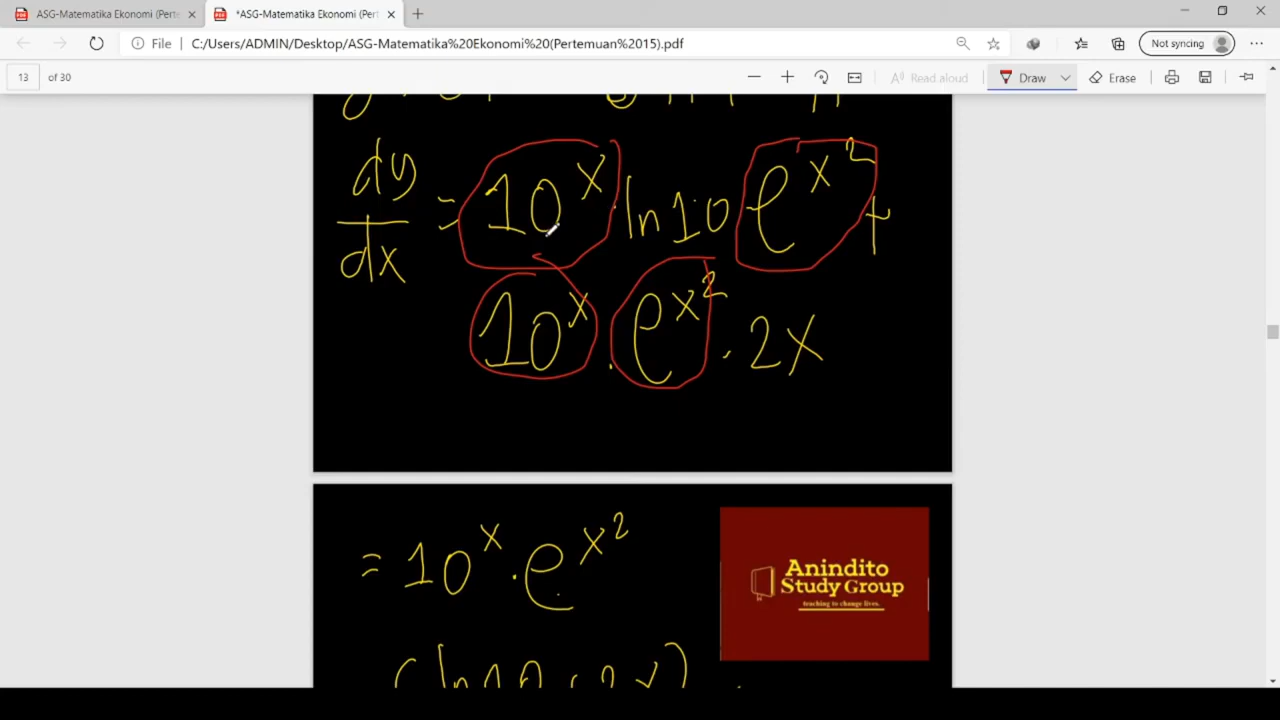 ASG-Matematika Ekonomi (Perte
*ASG-Matematika Ekonomi (Pert
File C:/Users/ADMIN/Desktop/ASG-Matematika%20Ekonomi%20(Pertemuan%2015).pdf Not syncing
13 of 30 Read aloud Draw Erase
dy/dx = 10^x · ln 10 e^x^2 +
10^x · e^x^2 · 2x
= 10^x · e^x^2
Anindito
Study Group
teaching to change lives.